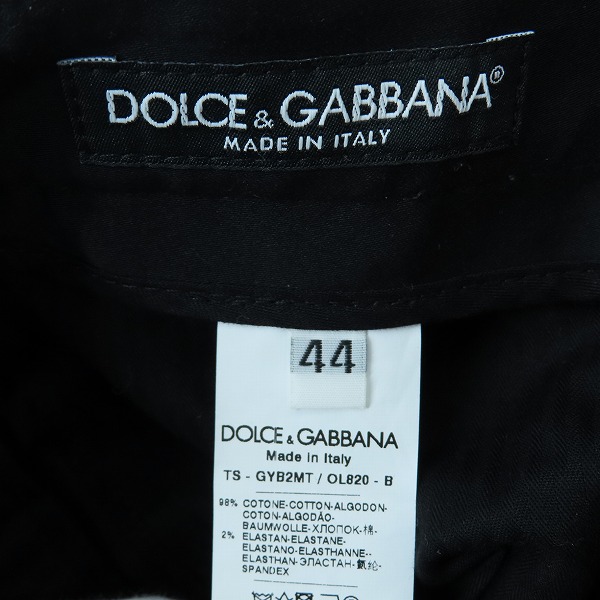 DOLCE & GABBANA®
MADE IN ITALY
44
DOLCE & GABBANA
Made in Italy
TS - GYB2MT / OL820 - B
98% COTONE-COTTON-ALGODON-
COTON-ALGODÃO-
BAUMWOLLE-ХЛОПОК-棉-
2% ELASTAN-ELASTANE-
ELASTANO-ELASTHANNE--
ELASTHAN-ЭЛАСТАН-氨纶-
SPANDEX